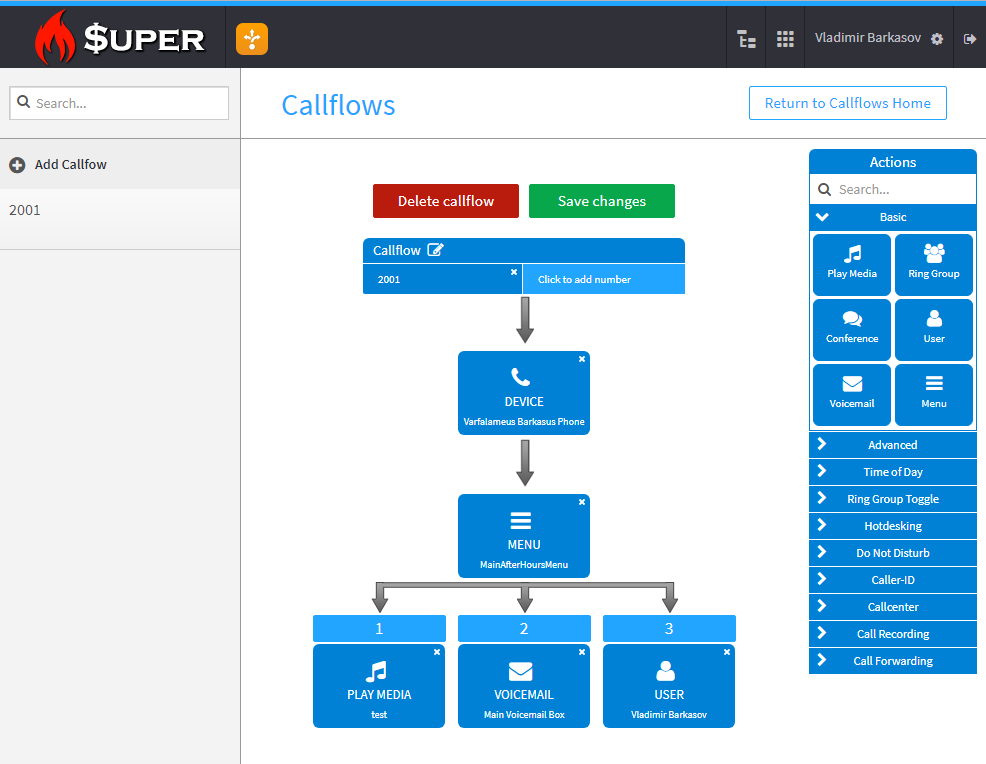 $UPER
Vladimir Barkasov
Search...
Callflows
Return to Callflows Home
Add Callfow
2001
Delete callflow
Save changes
Callflow
2001
Click to add number
DEVICE
Varfalameus Barkasus Phone
MENU
MainAfterHoursMenu
1
2
3
PLAY MEDIA
test
VOICEMAIL
Main Voicemail Box
USER
Vladimir Barkasov
Actions
Search...
Basic
Play Media
Ring Group
Conference
User
Voicemail
Menu
Advanced
Time of Day
Ring Group Toggle
Hotdesking
Do Not Disturb
Caller-ID
Callcenter
Call Recording
Call Forwarding